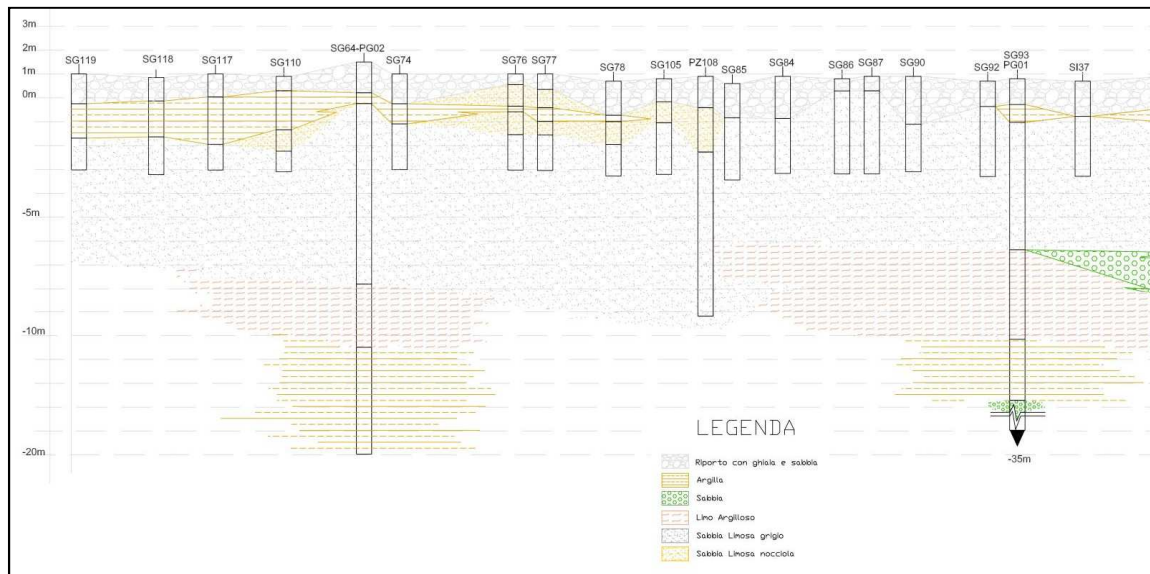 3m
2m
1m
0m
-5m
-10m
-20m
SG119
SG118
SG117
SG110
SG64-PG02
SG74
SG76
SG77
SG78
SG105
PZ108
SG85
SG84
SG86
SG87
SG90
SG92
SG93
PG01
SI37
-35m
LEGENDA
Riporto con ghiaia e sabbia
Argilla
Sabbia
Limo Argilloso
Sabbia Limosa grigio
Sabbia Limosa nocciola